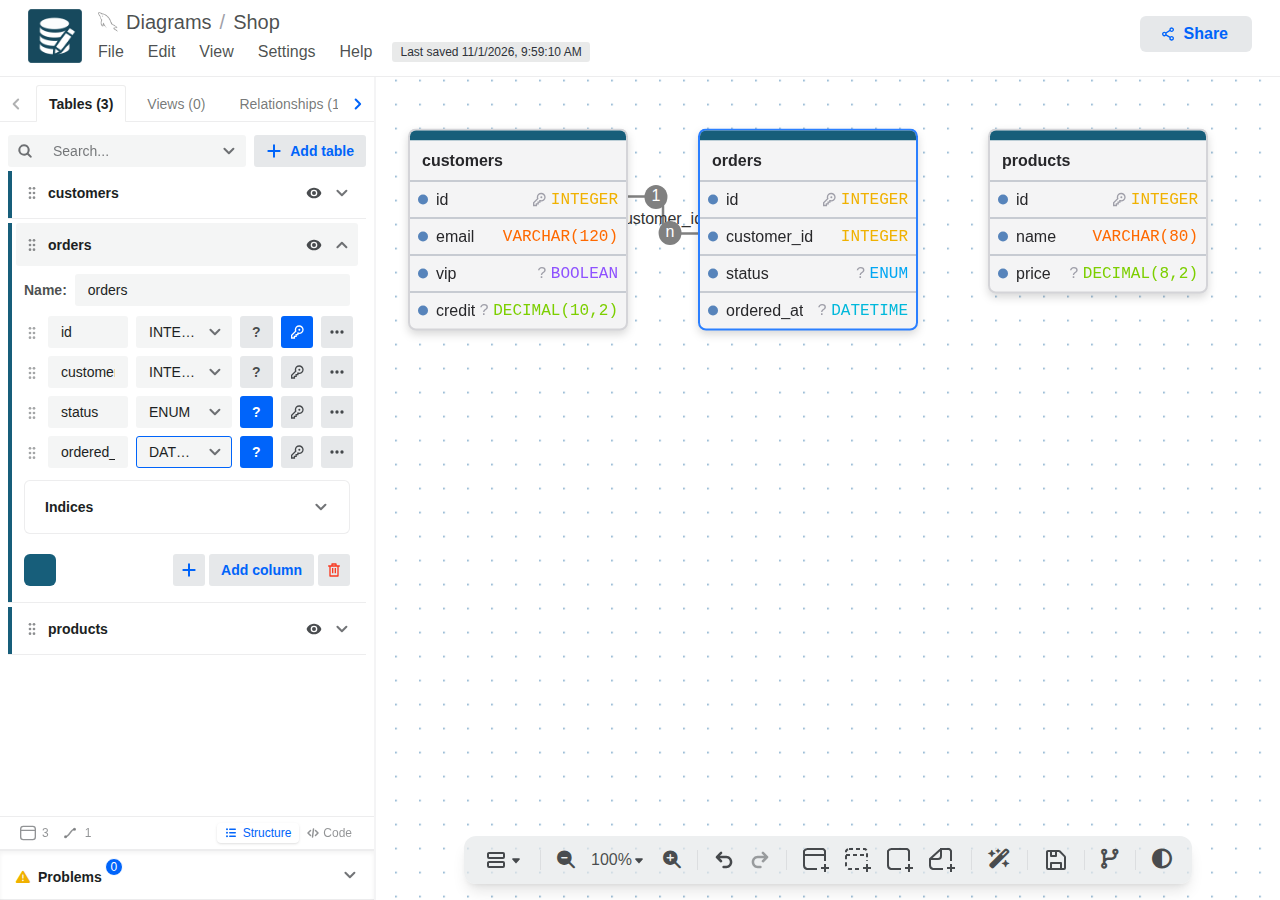 Diagrams / Shop
File Edit View Settings Help Last saved 11/1/2026, 9:59:10 AM
Share
Tables (3) Views (0) Relationships (1
Search... Add table
customers
orders
Name: orders
id INTE... ?
custome INTE... ?
status ENUM ?
ordered_ DAT... ?
Indices
Add column
products
3 1 Structure Code
Problems 0
customers
id INTEGER
email VARCHAR(120)
vip ? BOOLEAN
credit ? DECIMAL(10,2)
1
ustomer_id
n
orders
id INTEGER
customer_id INTEGER
status ? ENUM
ordered_at ? DATETIME
products
id INTEGER
name VARCHAR(80)
price ? DECIMAL(8,2)
100%